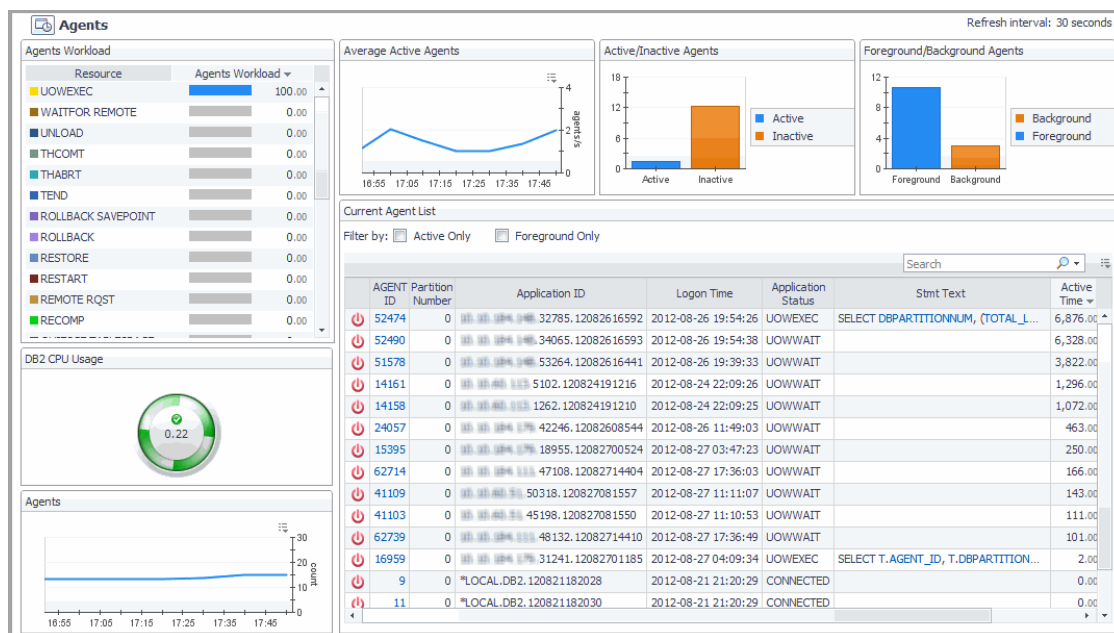 Agents
Refresh interval: 30 seconds
Agents Workload
Resource Agents Workload
UOWEXEC 100.00
WAITFOR REMOTE 0.00
UNLOAD 0.00
THCOMT 0.00
THABRT 0.00
TEND 0.00
ROLLBACK SAVEPOINT 0.00
ROLLBACK 0.00
RESTORE 0.00
RESTART 0.00
REMOTE RQST 0.00
RECOMP 0.00
DB2 CPU Usage
0.22
Agents
30
20
10
0
count
16:55 17:05 17:15 17:25 17:35 17:45
Average Active Agents
4
2
0
agents/s
16:55 17:05 17:15 17:25 17:35 17:45
Active/Inactive Agents
18
12
6
0
Active Inactive
Active
Inactive
Foreground/Background Agents
12
8
4
0
Foreground Background
Background
Foreground
Current Agent List
Filter by: Active Only Foreground Only
Search
AGENT ID Partition Number Application ID Logon Time Application Status Stmt Text Active Time
52474 0 .32785.12082616592 2012-08-26 19:54:26 UOWEXEC SELECT DBPARTITIONNUM, (TOTAL_L... 6,876.00
52490 0 .34065.12082616593 2012-08-26 19:54:38 UOWWAIT 6,328.00
51578 0 .53264.12082616441 2012-08-26 19:39:33 UOWWAIT 3,822.00
14161 0 .5102.120824191216 2012-08-24 22:09:26 UOWWAIT 1,296.00
14158 0 .1262.120824191210 2012-08-24 22:09:25 UOWWAIT 1,072.00
24057 0 .42246.12082608544 2012-08-26 11:49:03 UOWWAIT 463.00
15395 0 .18955.12082700524 2012-08-27 03:47:23 UOWWAIT 250.00
62714 0 .47108.12082714404 2012-08-27 17:36:03 UOWWAIT 166.00
41109 0 .50318.120827081557 2012-08-27 11:11:07 UOWWAIT 143.00
41103 0 .45198.120827081550 2012-08-27 11:10:53 UOWWAIT 111.00
62739 0 .48132.12082714410 2012-08-27 17:36:49 UOWWAIT 101.00
16959 0 .31241.12082701185 2012-08-27 04:09:34 UOWEXEC SELECT T.AGENT_ID, T.DBPARTITION... 2.00
9 0 *LOCAL.DB2.120821182028 2012-08-21 21:20:29 CONNECTED 0.00
11 0 *LOCAL.DB2.120821182030 2012-08-21 21:20:29 CONNECTED 0.00